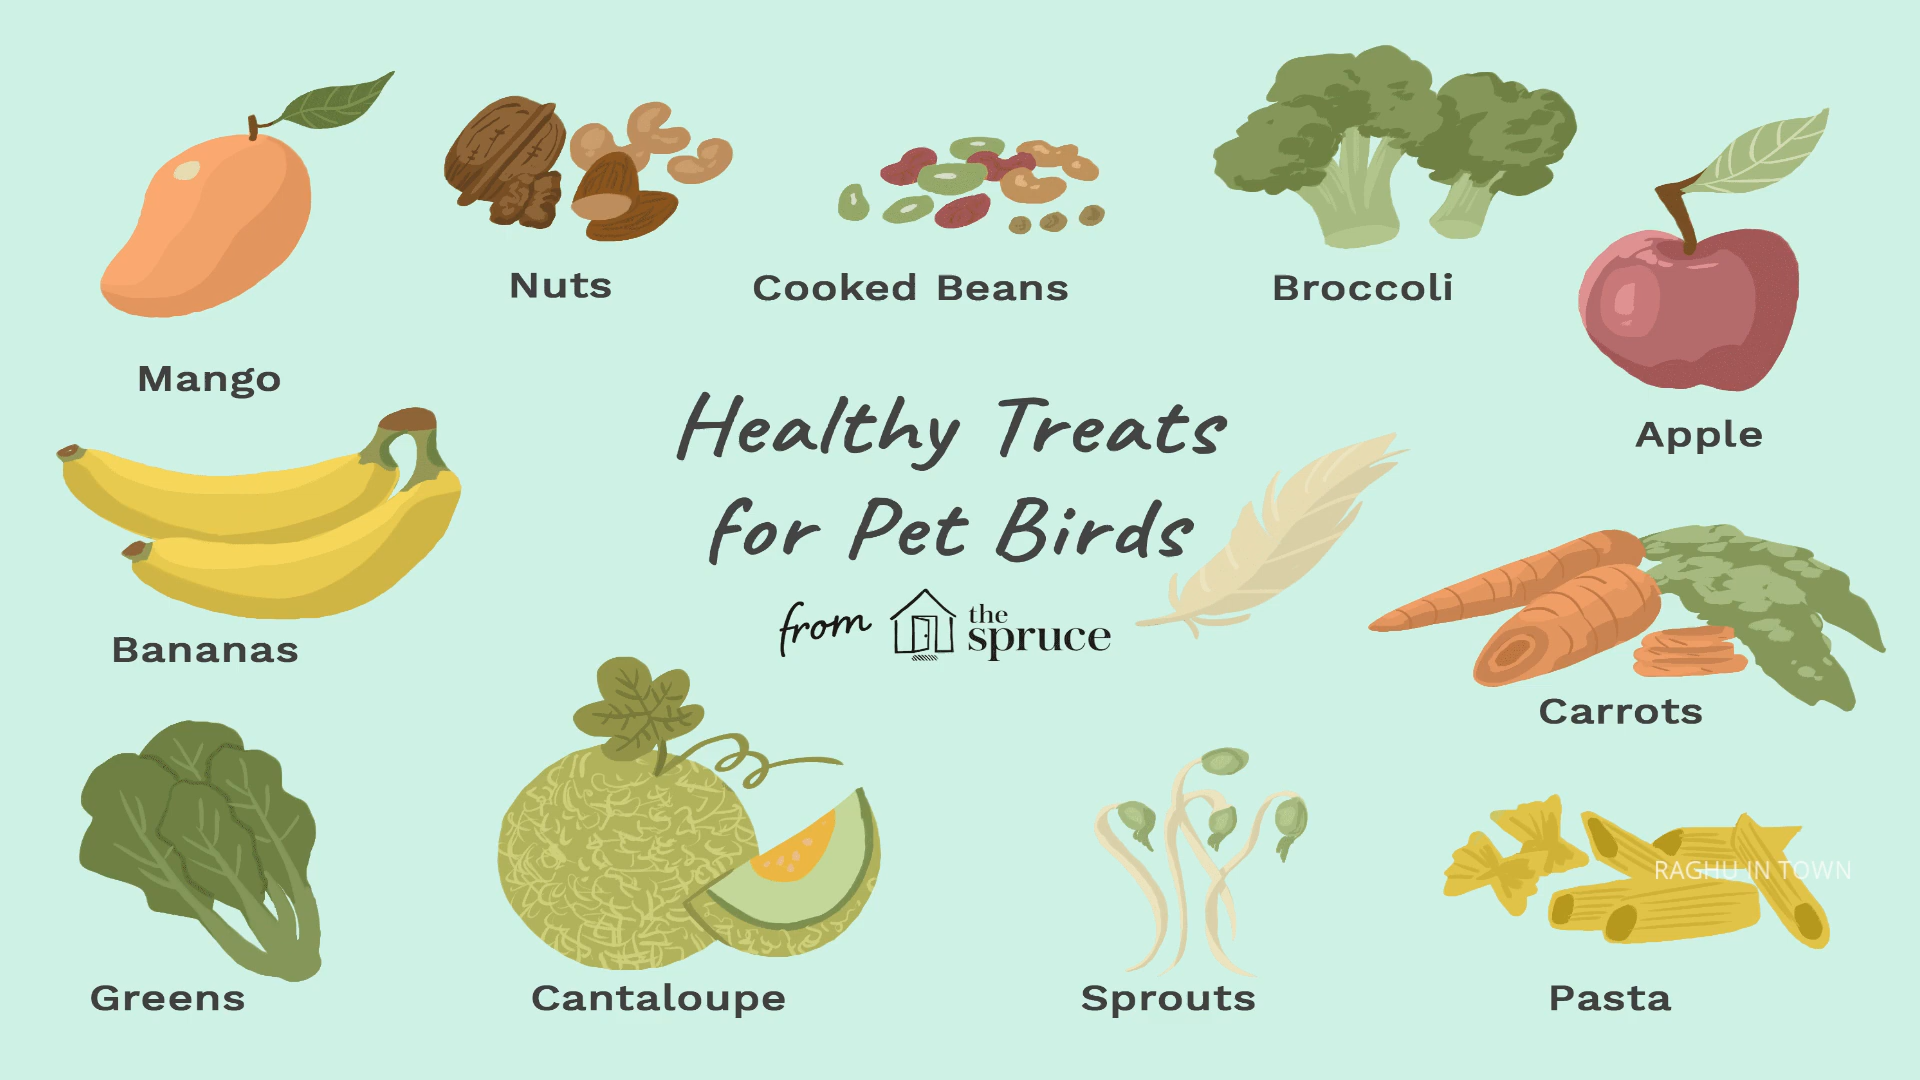 Nuts
Cooked Beans
Broccoli
Mango
Apple
Healthy Treats
for Pet Birds
from the spruce
Bananas
Carrots
RAGHU IN TOWN
Greens
Cantaloupe
Sprouts
Pasta